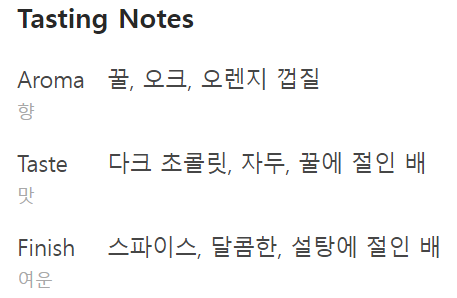 Tasting Notes
Aroma 꿀, 오크, 오렌지 껍질
향
Taste 다크 초콜릿, 자두, 꿀에 절인 배
맛
Finish 스파이스, 달콤한, 설탕에 절인 배
여운